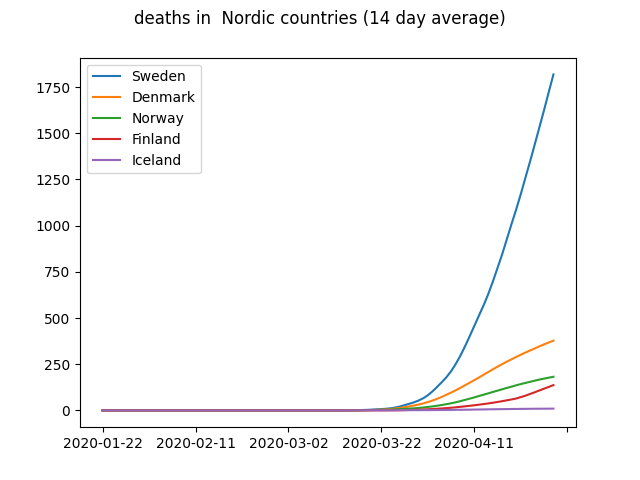 deaths in  Nordic countries (14 day average)
Sweden
Denmark
Norway
Finland
Iceland
1750
1500
1250
1000
750
500
250
0
2020-01-22 2020-02-11 2020-03-02 2020-03-22 2020-04-11